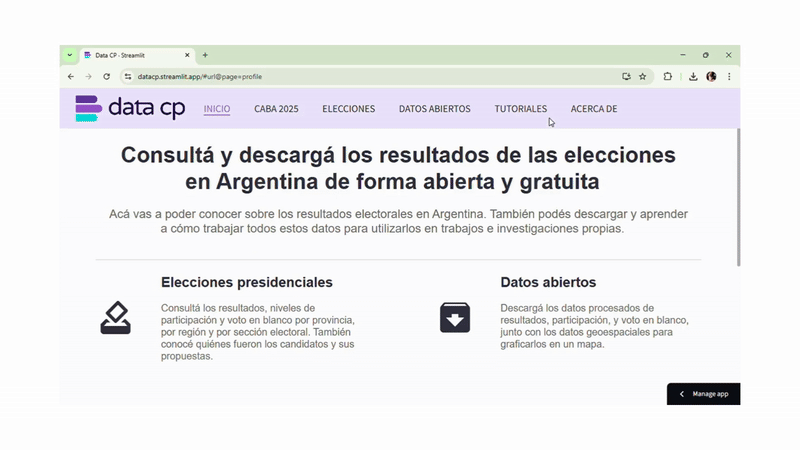 Data CP · Streamlit
datacp.streamlit.app/#url@page=profile
data cp INICIO CABA 2025 ELECCIONES DATOS ABIERTOS TUTORIALES ACERCA DE
Consultá y descargá los resultados de las elecciones
en Argentina de forma abierta y gratuita
Acá vas a poder conocer sobre los resultados electorales en Argentina. También podés descargar y aprender
a cómo trabajar todos estos datos para utilizarlos en trabajos e investigaciones propias.
Elecciones presidenciales
Consultá los resultados, niveles de
participación y voto en blanco por provincia,
por región y por sección electoral. También
conocé quiénes fueron los candidatos y sus
propuestas.
Datos abiertos
Descargá los datos procesados de
resultados, participación, y voto en blanco,
junto con los datos geoespaciales para
graficarlos en un mapa.
Manage app